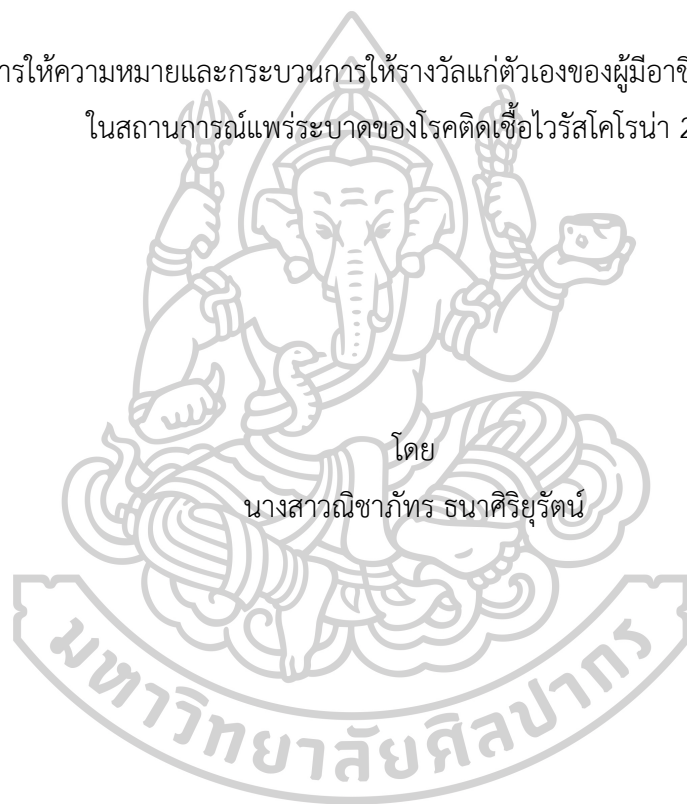 ารให้ความหมายและกระบวนการให้รางวัลแก่ตัวเองของผู้มีอาชี
ในสถานการณ์แพร่ระบาดของโรคติดเชื้อไวรัสโคโรน่า 2
โดย
นางสาวณิชาภัทร ธนาศิริยุรัตน์
มหาวิทยาลัยศิลปากร